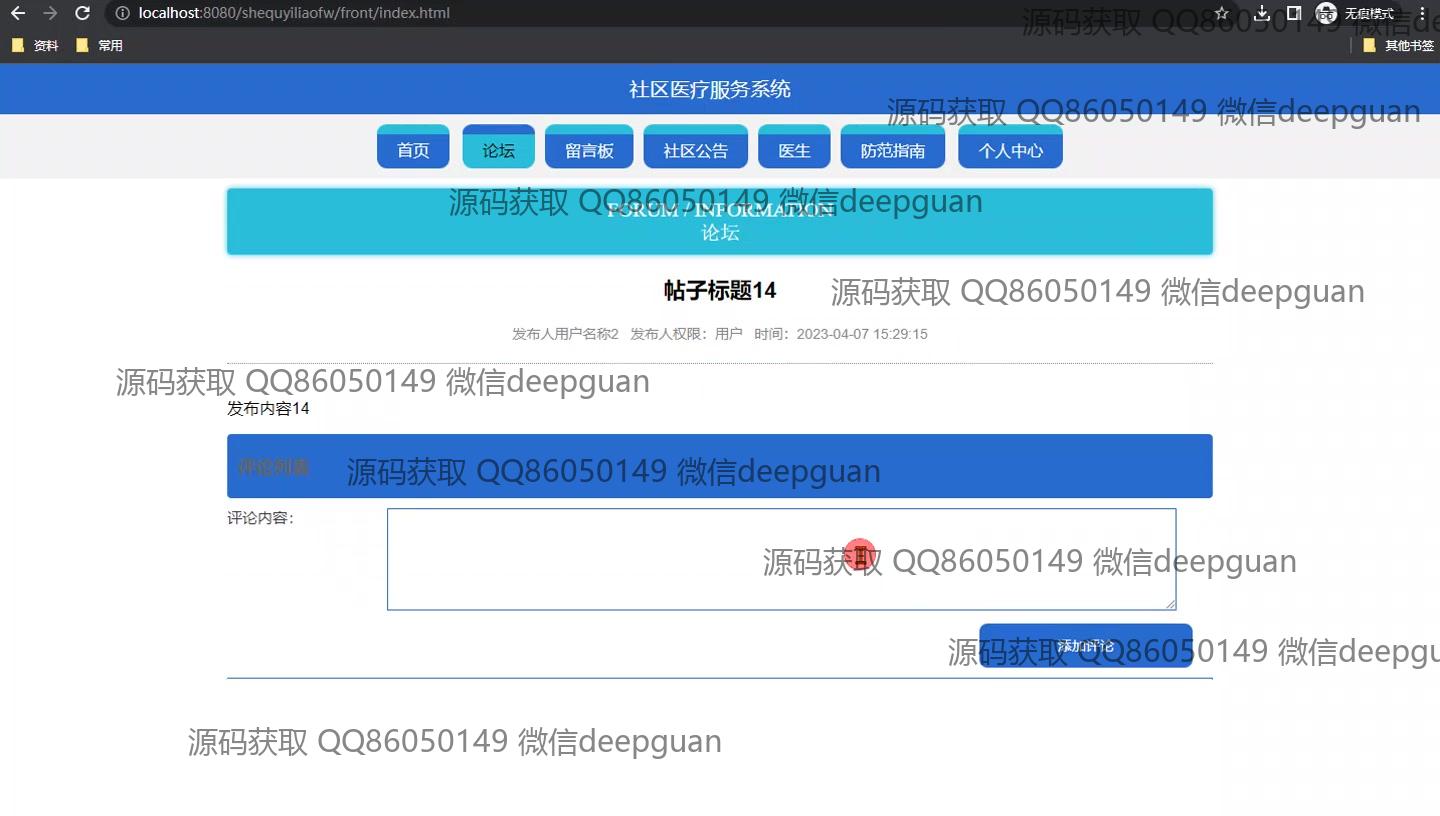 localhost:8080/shequyiliaofw/front/index.html
无痕模式
源码获取 QQ86050149 微信de
资料
常用
其他书签
社区医疗服务系统
源码获取 QQ86050149 微信deepguan
首页
论坛
留言板
社区公告
医生
防范指南
个人中心
源码获取 QQ86050149 微信deepguan
FORUM / INFORMATION
论坛
帖子标题14
源码获取 QQ86050149 微信deepguan
发布人用户名称2 发布人权限：用户 时间：2023-04-07 15:29:15
源码获取 QQ86050149 微信deepguan
发布内容14
评论列表
源码获取 QQ86050149 微信deepguan
评论内容：
源码获取 QQ86050149 微信deepguan
添加评论
源码获取 QQ86050149 微信deepgu
源码获取 QQ86050149 微信deepguan